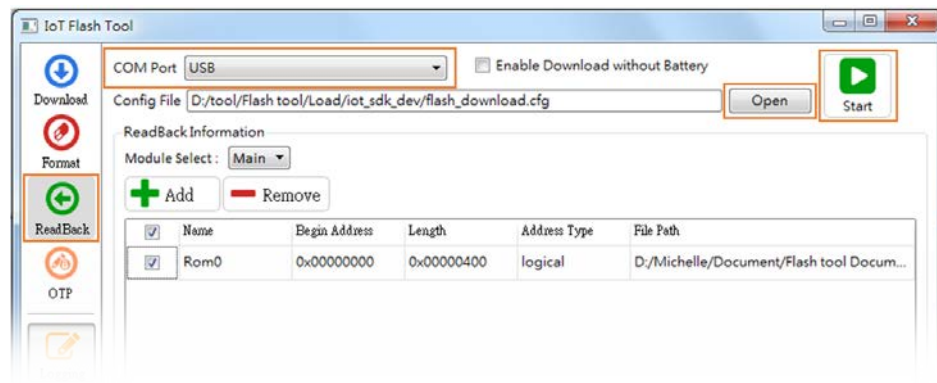 IoT Flash Tool
COM Port USB Enable Download without Battery
Download Config File D:/tool/Flash tool/Load/iot_sdk_dev/flash_download.cfg Open Start
ReadBack Information
Format Module Select : Main
Add Remove
ReadBack
Name Begin Address Length Address Type File Path
Rom0 0x00000000 0x00000400 logical D:/Michelle/Document/Flash tool Docum...
OTP